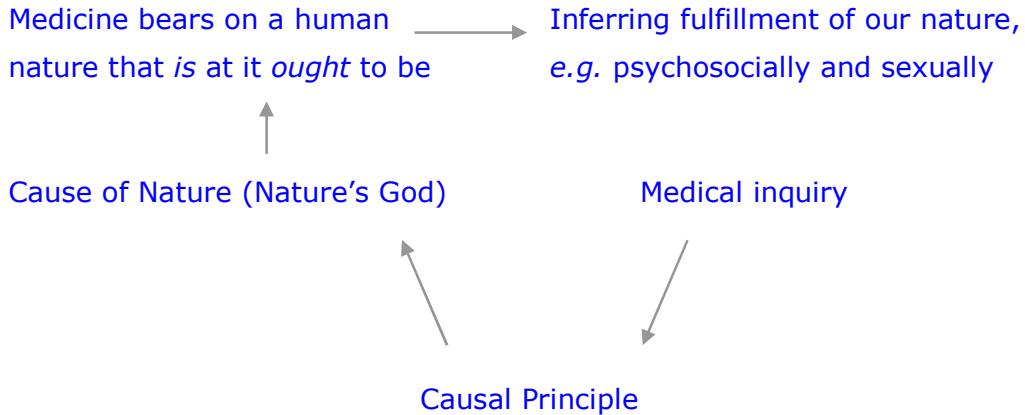 Medicine bears on a human
nature that is at it ought to be
Inferring fulfillment of our nature,
e.g. psychosocially and sexually
Cause of Nature (Nature’s God)
Medical inquiry
Causal Principle